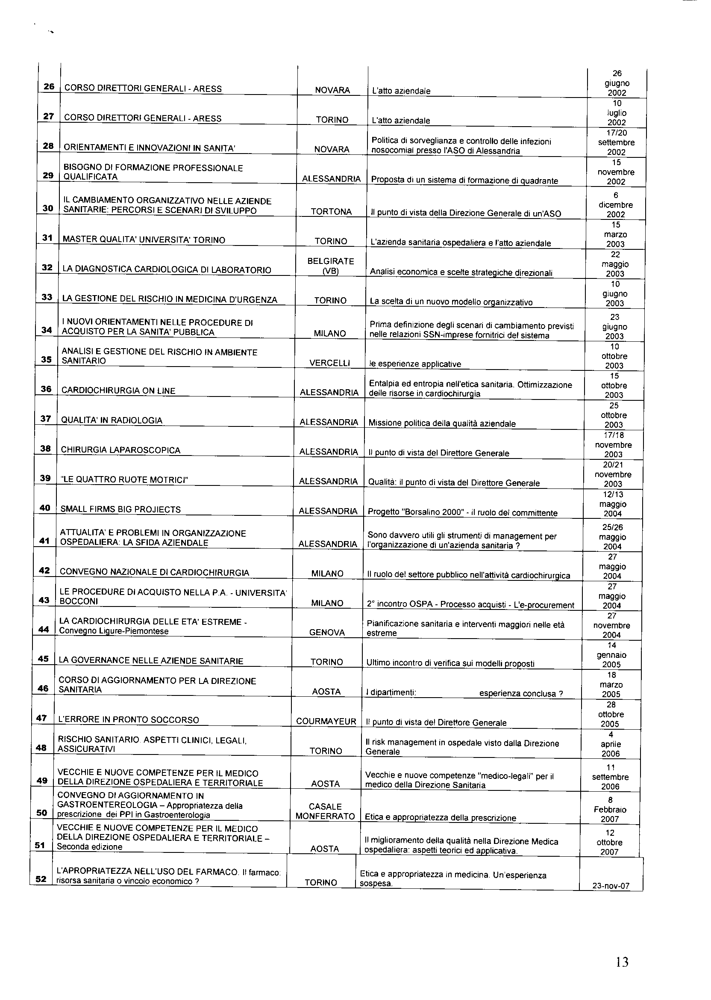 26 CORSO DIRETTORI GENERALI - ARESS NOVARA L'atto aziendale 26 giugno 2002
27 CORSO DIRETTORI GENERALI - ARESS TORINO L'atto aziendale 10 luglio 2002
28 ORIENTAMENTI E INNOVAZIONI IN SANITA' NOVARA Politica di sorveglianza e controllo delle infezioni
nosocomial presso l'ASO di Alessandria 17/20 settembre 2002
29 BISOGNO DI FORMAZIONE PROFESSIONALE
QUALIFICATA ALESSANDRIA Proposta di un sistema di formazione di quadrante 15 novembre 2002
30 IL CAMBIAMENTO ORGANIZZATIVO NELLE AZIENDE
SANITARIE: PERCORSI E SCENARI DI SVILUPPO TORTONA Il punto di vista della Direzione Generale di un'ASO 6 dicembre 2002
31 MASTER QUALITA' UNIVERSITA' TORINO TORINO L'azienda sanitaria ospedaliera e l'atto aziendale 15 marzo 2003
32 LA DIAGNOSTICA CARDIOLOGICA DI LABORATORIO BELGIRATE
(VB) Analisi economica e scelte strategiche direzionali 22 maggio 2003
33 LA GESTIONE DEL RISCHIO IN MEDICINA D'URGENZA TORINO La scelta di un nuovo modello organizzativo 10 giugno 2003
34 I NUOVI ORIENTAMENTI NELLE PROCEDURE DI
ACQUISTO PER LA SANITA' PUBBLICA MILANO Prima definizione degli scenari di cambiamento previsti
nelle relazioni SSN-imprese fornitrici del sistema 23 giugno 2003
35 ANALISI E GESTIONE DEL RISCHIO IN AMBIENTE
SANITARIO VERCELLI le esperienze applicative 10 ottobre 2003
36 CARDIOCHIRURGIA ON LINE ALESSANDRIA Entalpia ed entropia nell'etica sanitaria. Ottimizzazione
delle risorse in cardiochirurgia 15 ottobre 2003
37 QUALITA' IN RADIOLOGIA ALESSANDRIA Missione politica della qualità aziendale 25 ottobre 2003
38 CHIRURGIA LAPAROSCOPICA ALESSANDRIA Il punto di vista del Direttore Generale 17/18 novembre 2003
39 "LE QUATTRO RUOTE MOTRICI" ALESSANDRIA Qualità: il punto di vista del Direttore Generale 20/21 novembre 2003
40 SMALL FIRMS BIG PROJIECTS ALESSANDRIA Progetto "Borsalino 2000" - il ruolo del committente 12/13 maggio 2004
41 ATTUALITA' E PROBLEMI IN ORGANIZZAZIONE
OSPEDALIERA: LA SFIDA AZIENDALE ALESSANDRIA Sono davvero utili gli strumenti di management per
l'organizzazione di un'azienda sanitaria ? 25/26 maggio 2004
42 CONVEGNO NAZIONALE DI CARDIOCHIRURGIA MILANO Il ruolo del settore pubblico nell'attività cardiochirurgica 27 maggio 2004
43 LE PROCEDURE DI ACQUISTO NELLA P.A. - UNIVERSITA'
BOCCONI MILANO 2° incontro OSPA - Processo acquisti - L'e-procurement 27 maggio 2004
44 LA CARDIOCHIRURGIA DELLE ETA' ESTREME -
Convegno Ligure-Piemontese GENOVA Pianificazione sanitaria e interventi maggiori nelle età
estreme 27 novembre 2004
45 LA GOVERNANCE NELLE AZIENDE SANITARIE TORINO Ultimo incontro di verifica sui modelli proposti 14 gennaio 2005
46 CORSO DI AGGIORNAMENTO PER LA DIREZIONE
SANITARIA AOSTA I dipartimenti: esperienza conclusa ? 18 marzo 2005
47 L'ERRORE IN PRONTO SOCCORSO COURMAYEUR Il punto di vista del Direttore Generale 28 ottobre 2005
48 RISCHIO SANITARIO. ASPETTI CLINICI, LEGALI,
ASSICURATIVI TORINO Il risk management in ospedale visto dalla Direzione
Generale 4 aprile 2006
49 VECCHIE E NUOVE COMPETENZE PER IL MEDICO
DELLA DIREZIONE OSPEDALIERA E TERRITORIALE AOSTA Vecchie e nuove competenze "medico-legali" per il
medico della Direzione Sanitaria 11 settembre 2006
50 CONVEGNO DI AGGIORNAMENTO IN
GASTROENTEREOLOGIA – Appropriatezza della
prescrizione dei PPI in Gastroenterologia CASALE
MONFERRATO Etica e appropriatezza della prescrizione 8 Febbraio 2007
51 VECCHIE E NUOVE COMPETENZE PER IL MEDICO
DELLA DIREZIONE OSPEDALIERA E TERRITORIALE –
Seconda edizione AOSTA Il miglioramento della qualità nella Direzione Medica
ospedaliera: aspetti teorici ed applicativa. 12 ottobre 2007
52 L'APROPRIATEZZA NELL'USO DEL FARMACO. Il farmaco:
risorsa sanitaria o vincolo economico ? TORINO Etica e appropriatezza in medicina. Un'esperienza
sospesa. 23-nov-07
13